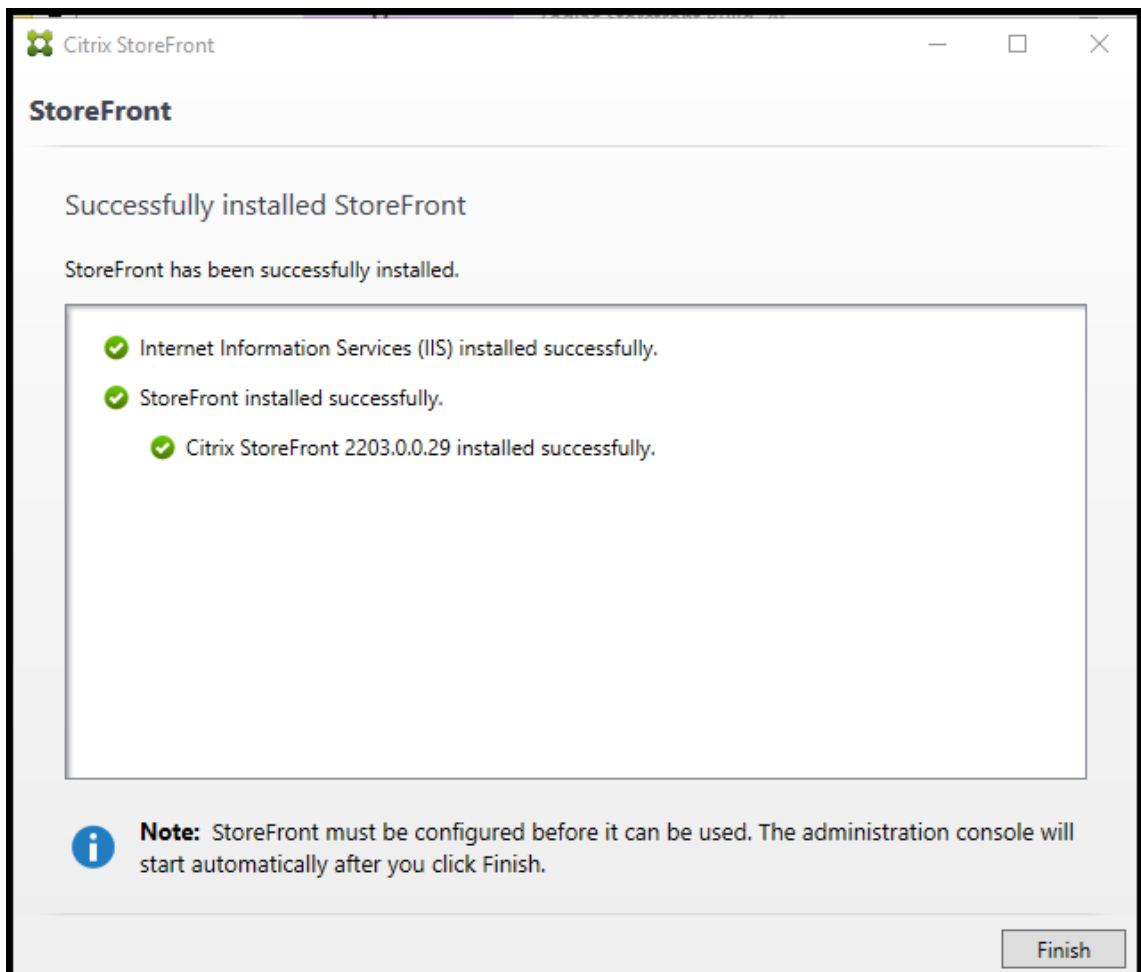 Citrix StoreFront
StoreFront
Successfully installed StoreFront
StoreFront has been successfully installed.
Internet Information Services (IIS) installed successfully.
StoreFront installed successfully.
Citrix StoreFront 2203.0.0.29 installed successfully.
Note: StoreFront must be configured before it can be used. The administration console will
start automatically after you click Finish.
Finish